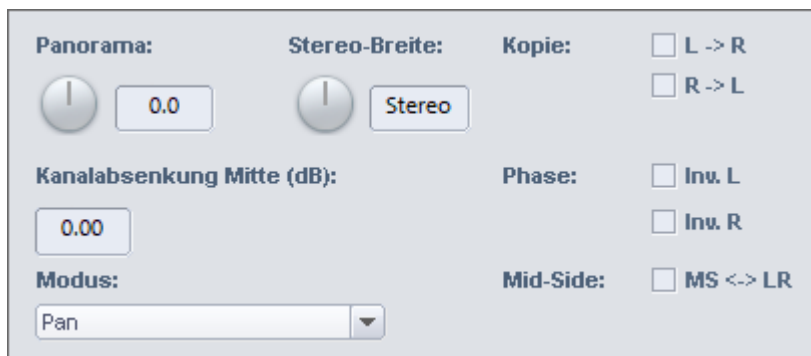 Panorama: Stereo-Breite: Kopie: L -> R
R -> L
0.0 Stereo
Kanalabsenkung Mitte (dB): Phase: Inv. L
0.00 Inv. R
Modus: Mid-Side: MS <-> LR
Pan